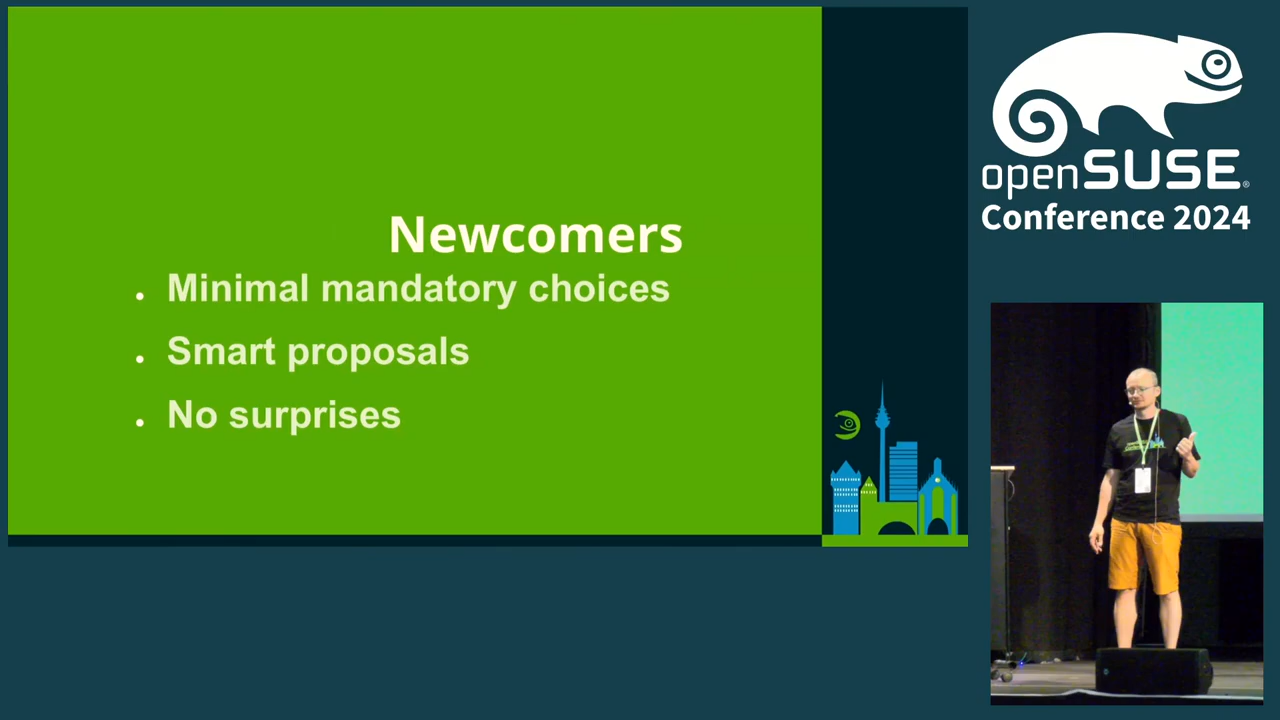 Newcomers
Minimal mandatory choices
Smart proposals
No surprises
openSUSE®
Conference 2024